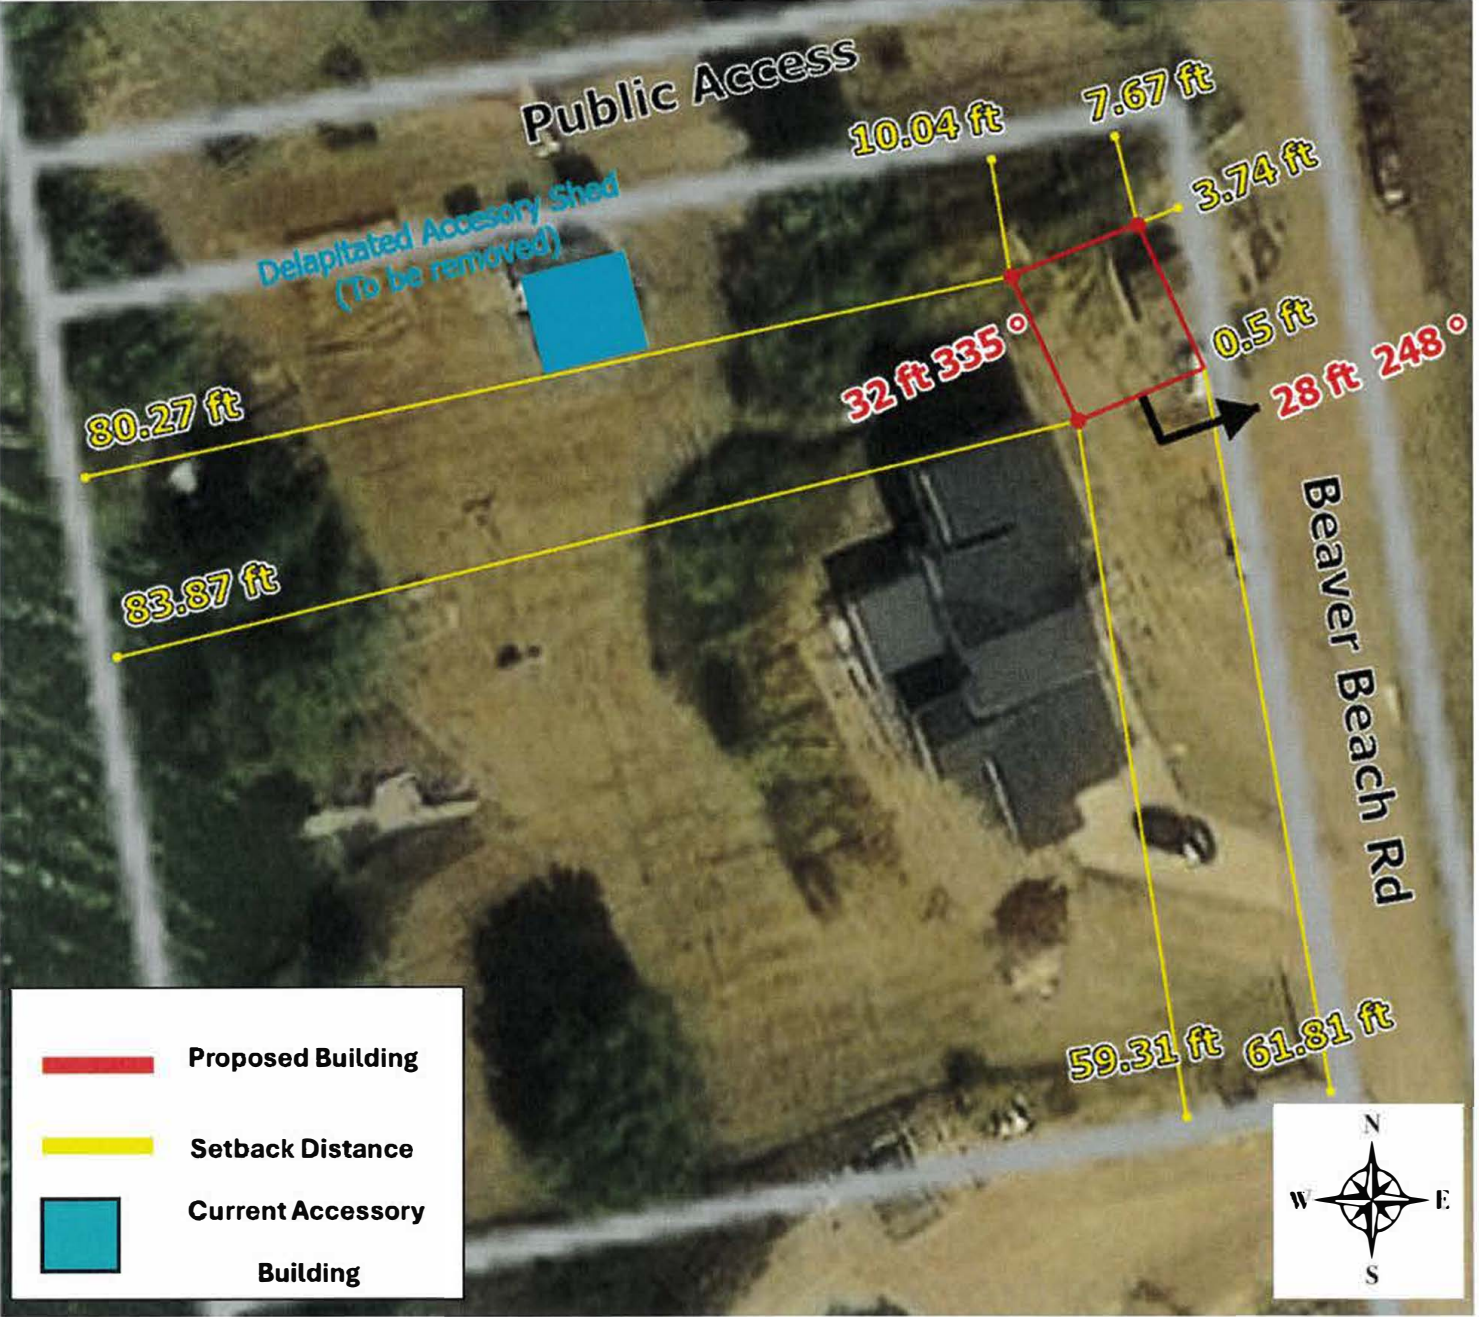 Public Access
7.67 ft
10.04 ft
3.74 ft
Delapitated Accesory Shed
(To be removed)
0.5 ft
32 ft 335 °
28 ft 248 °
80.27 ft
83.87 ft
Beaver Beach Rd
59.31 ft
61.81 ft
Proposed Building
Setback Distance
Current Accessory
Building
N
W
E
S